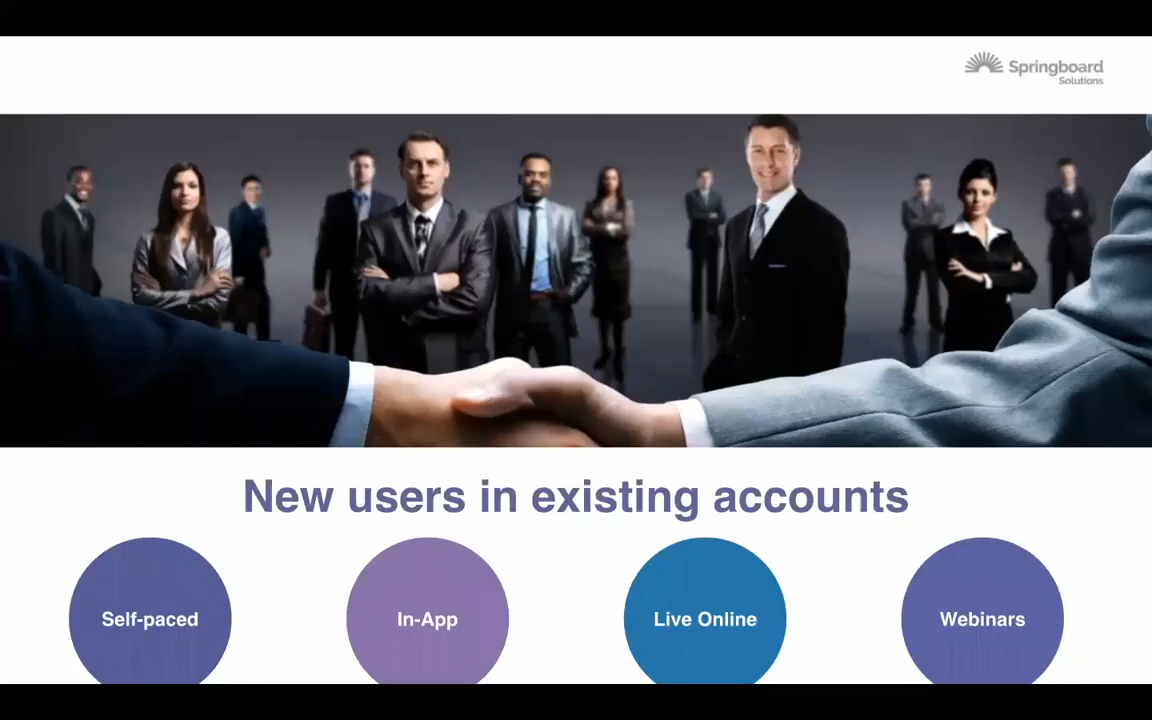 Springboard
Solutions
New users in existing accounts
Self-paced
In-App
Live Online
Webinars